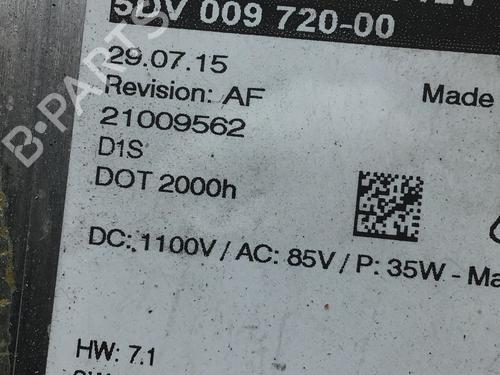 5DV 009 720-00
29.07.15
Revision: AF
Made
21009562
D1S
DOT 2000h
DC: 1100V / AC: 85V / P: 35W - Ma
HW: 7.1
B-PARTS